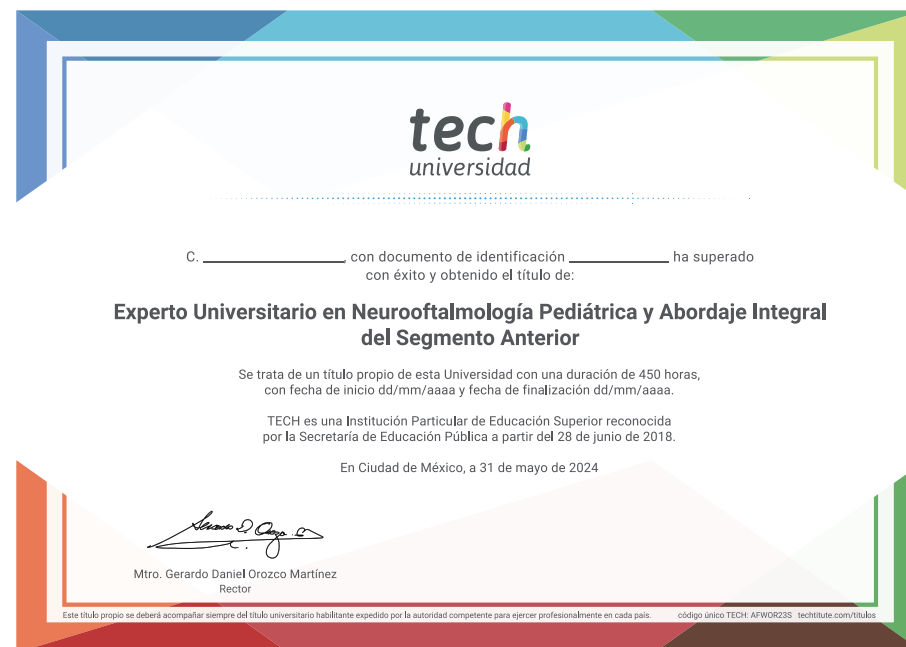 tech
universidad
C. ____________, con documento de identificación ____________ ha superado
con éxito y obtenido el título de:
Experto Universitario en Neurooftalmología Pediátrica y Abordaje Integral
del Segmento Anterior
Se trata de un título propio de esta Universidad con una duración de 450 horas,
con fecha de inicio dd/mm/aaaa y fecha de finalización dd/mm/aaaa.
TECH es una Institución Particular de Educación Superior reconocida
por la Secretaría de Educación Pública a partir del 28 de junio de 2018.
En Ciudad de México, a 31 de mayo de 2024
Mtro. Gerardo Daniel Orozco Martínez
Rector
Este título propio se deberá acompañar siempre del título universitario habilitante expedido por la autoridad competente para ejercer profesionalmente en cada país. código único TECH: AFWOR23S techtitute.com/titulos